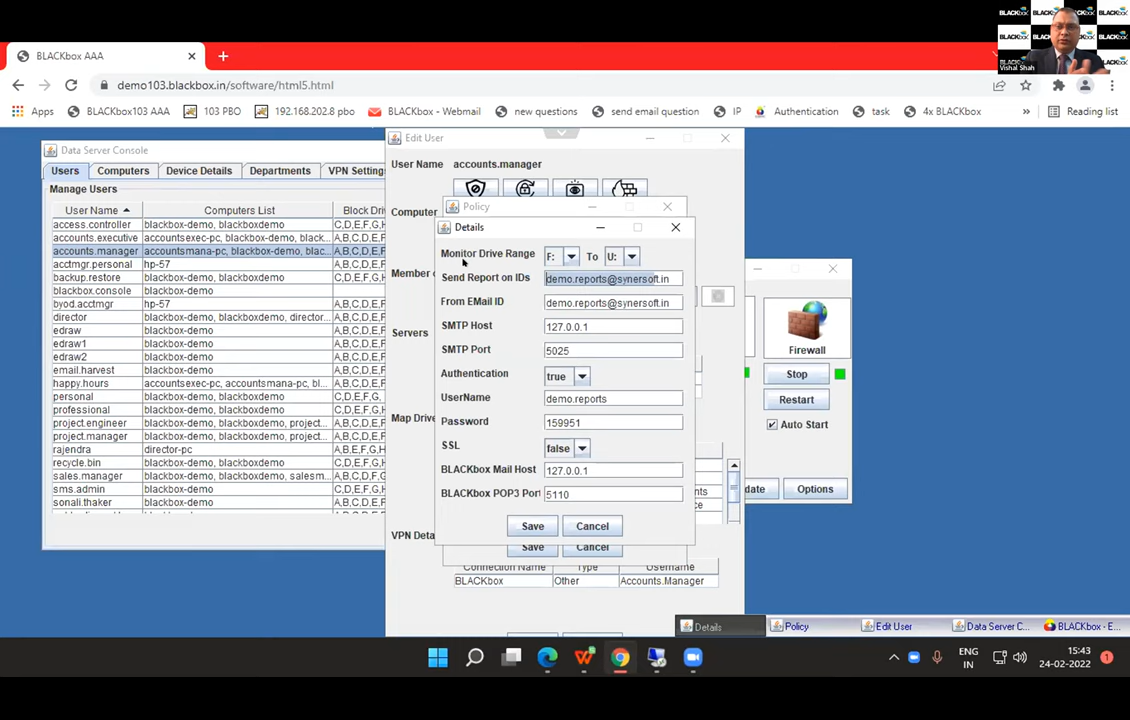 BLACKbox
Vishal Shah
BLACKbox AAA
demo103.blackbox.in/software/html5.html
Apps
BLACKBox103 AAA
103 PBO
192.168.202.8 pbo
BLACKBox - Webmail
new questions
send email question
IP
Authentication
task
4x BLACKbox
»
Reading list
Data Server Console
Users
Computers
Device Details
Departments
VPN Settings
Manage Users
User Name
Computers List
Block Driv
access.controller blackbox-demo, blackboxdemo C,D,E,F,G,H
accounts.executive accountsexec-pc, blackbox-demo, black... A,B,C,D,E,
accounts.manager accountsmana-pc, blackbox-demo, blac... A,B,C,D,E,
acctmgr.personal hp-57 A,B,C,D,E,F,
backup.restore blackbox-demo, blackboxdemo C,D,E,F,G,H
blackbox.console blackbox-demo
byod.acctmgr hp-57
director blackbox-demo, blackboxdemo, director...
edraw blackbox-demo
edraw1 blackbox-demo
edraw2 blackbox-demo
email.harvest blackbox-demo
happy.hours accountsexec-pc, accountsmana-pc, bl...
personal blackbox-demo
professional blackbox-demo
project.engineer blackbox-demo, blackboxdemo, project...
project.manager blackbox-demo, blackboxdemo, project...
rajendra director-pc
recycle.bin blackbox-demo
sales.manager blackbox-demo, blackboxdemo, salesm...
sms.admin blackbox-demo
sonali.thaker blackbox-demo
Edit User
User Name accounts.manager
Computer
Member
Servers
Map Drive
VPN Deta
Policy
Save
Cancel
Connection Name Type Username
BLACKbox Other Accounts.Manager
Details
Monitor Drive Range F: To U:
Send Report on IDs demo.reports@synersoft.in
From EMail ID demo.reports@synersoft.in
SMTP Host 127.0.0.1
SMTP Port 5025
Authentication true
UserName demo.reports
Password 159951
SSL false
BLACKbox Mail Host 127.0.0.1
BLACKbox POP3 Port 5110
Save
Cancel
Firewall
Stop
Restart
Auto Start
date
Options
Details
Policy
Edit User
Data Server C...
BLACKbox - E...
ENG
IN
15:43
24-02-2022
1